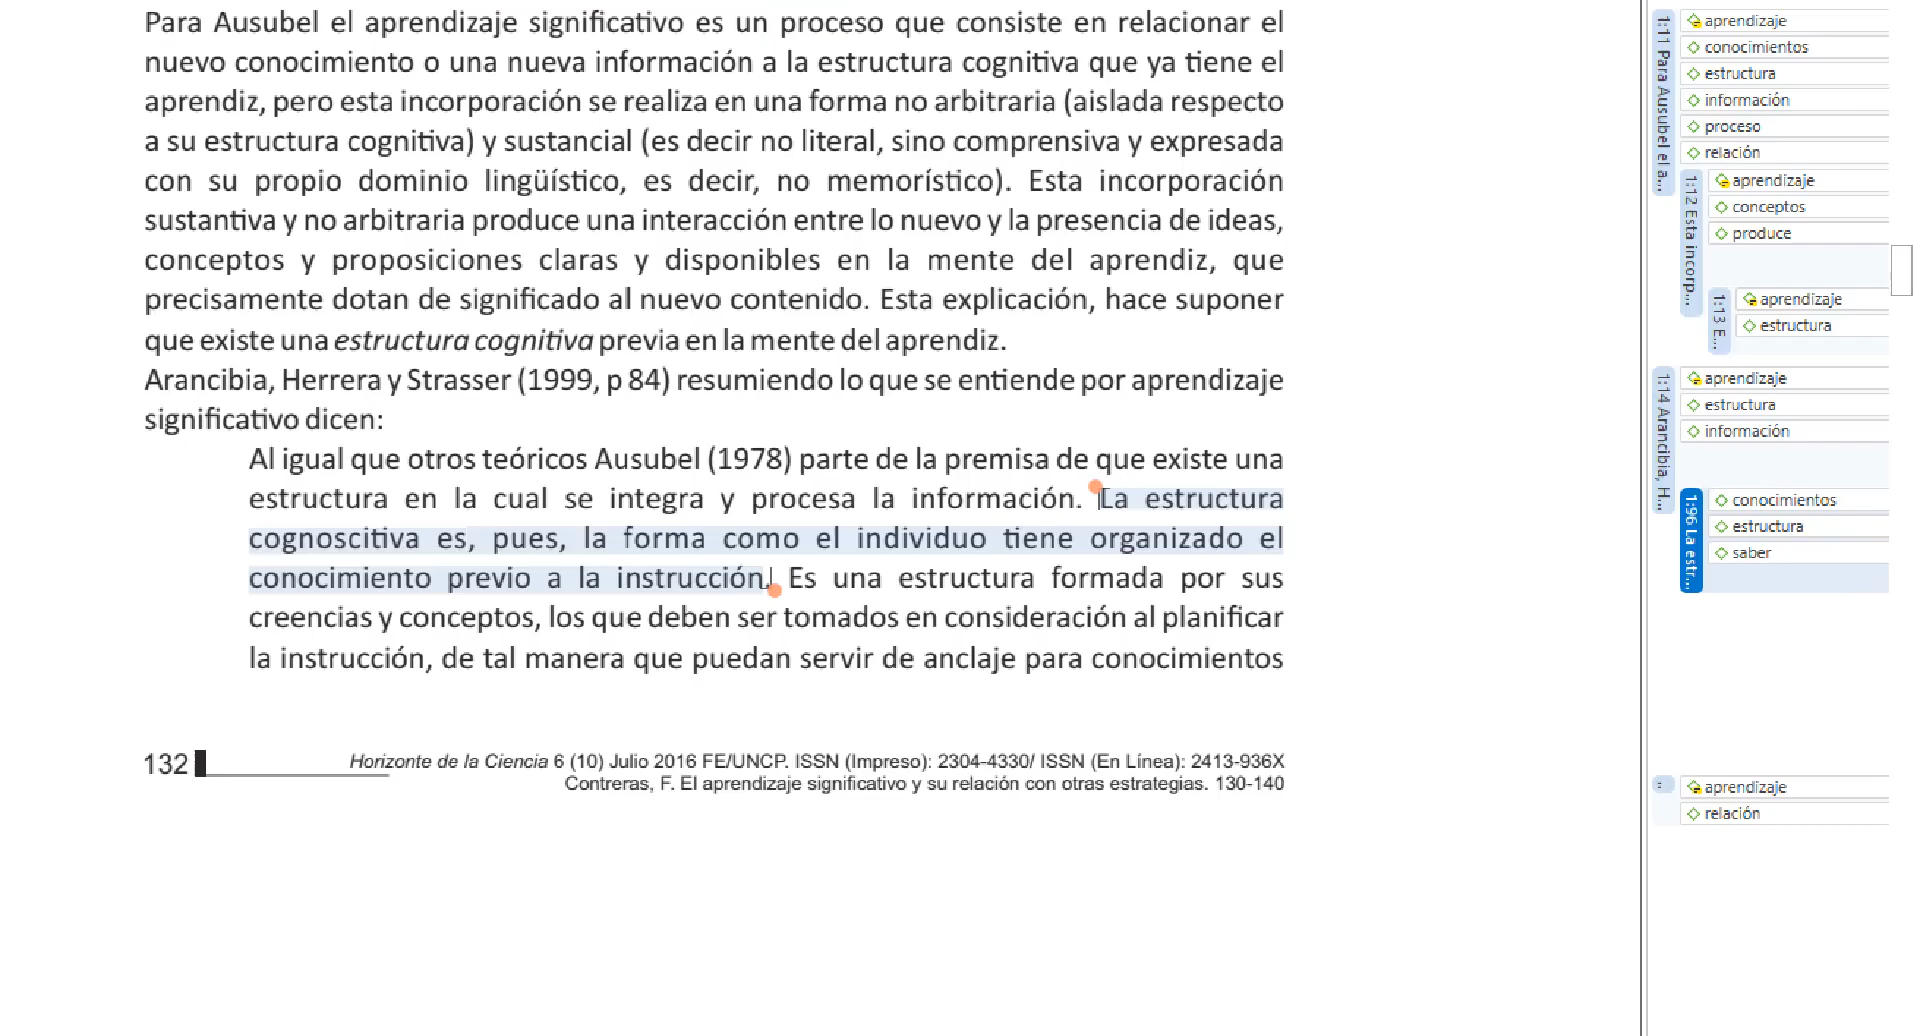 Para Ausubel el aprendizaje significativo es un proceso que consiste en relacionar el
nuevo conocimiento o una nueva información a la estructura cognitiva que ya tiene el
aprendiz, pero esta incorporación se realiza en una forma no arbitraria (aislada respecto
a su estructura cognitiva) y sustancial (es decir no literal, sino comprensiva y expresada
con su propio dominio lingüístico, es decir, no memorístico). Esta incorporación
sustantiva y no arbitraria produce una interacción entre lo nuevo y la presencia de ideas,
conceptos y proposiciones claras y disponibles en la mente del aprendiz, que
precisamente dotan de significado al nuevo contenido. Esta explicación, hace suponer
que existe una estructura cognitiva previa en la mente del aprendiz.
Arancibia, Herrera y Strasser (1999, p 84) resumiendo lo que se entiende por aprendizaje
significativo dicen:
Al igual que otros teóricos Ausubel (1978) parte de la premisa de que existe una
estructura en la cual se integra y procesa la información. La estructura
cognoscitiva es, pues, la forma como el individuo tiene organizado el
conocimiento previo a la instrucción. Es una estructura formada por sus
creencias y conceptos, los que deben ser tomados en consideración al planificar
la instrucción, de tal manera que puedan servir de anclaje para conocimientos
132
Horizonte de la Ciencia 6 (10) Julio 2016 FE/UNCP. ISSN (Impreso): 2304-4330/ ISSN (En Línea): 2413-936X
Contreras, F. El aprendizaje significativo y su relación con otras estrategias. 130-140
1:11 Para Ausubel el a...
aprendizaje
conocimientos
estructura
información
proceso
relación
1:12 Esta incorp...
aprendizaje
conceptos
produce
1:13 E...
aprendizaje
estructura
1:14 Arancibia, H...
aprendizaje
estructura
información
1:96 La estr...
conocimientos
estructura
saber
:
aprendizaje
relación